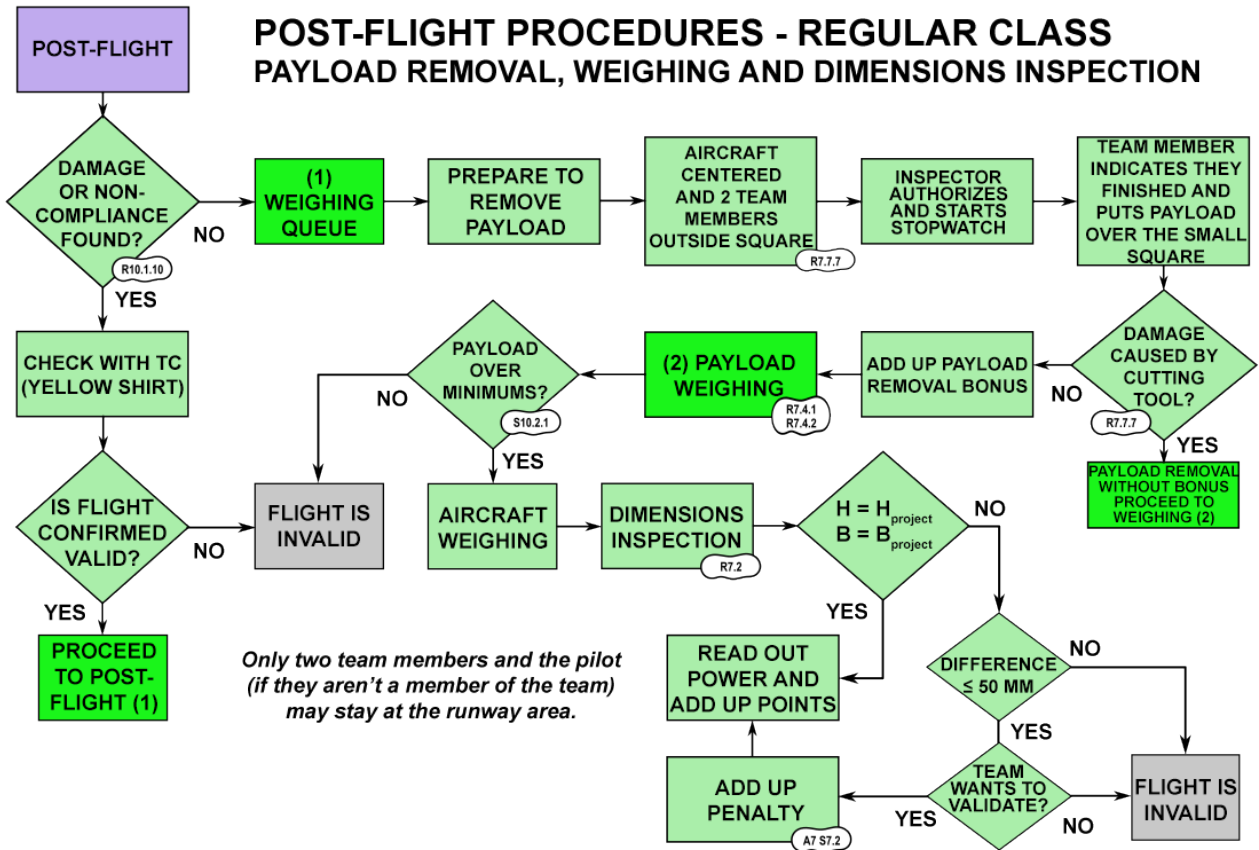 POST-FLIGHT PROCEDURES - REGULAR CLASS
PAYLOAD REMOVAL, WEIGHING AND DIMENSIONS INSPECTION
POST-FLIGHT
DAMAGE
OR NON-
COMPLIANCE
FOUND?
R10.1.10
NO
YES
(1)
WEIGHING
QUEUE
PREPARE TO
REMOVE
PAYLOAD
AIRCRAFT
CENTERED
AND 2 TEAM
MEMBERS
OUTSIDE SQUARE
R7.7.7
INSPECTOR
AUTHORIZES
AND STARTS
STOPWATCH
TEAM MEMBER
INDICATES THEY
FINISHED AND
PUTS PAYLOAD
OVER THE SMALL
SQUARE
CHECK WITH TC
(YELLOW SHIRT)
PAYLOAD
OVER
MINIMUMS?
S10.2.1
NO
YES
(2) PAYLOAD
WEIGHING
R7.4.1
R7.4.2
ADD UP PAYLOAD
REMOVAL BONUS
NO
DAMAGE
CAUSED BY
CUTTING
TOOL?
R7.7.7
YES
PAYLOAD REMOVAL
WITHOUT BONUS
PROCEED TO
WEIGHING (2)
IS FLIGHT
CONFIRMED
VALID?
NO
YES
FLIGHT IS
INVALID
AIRCRAFT
WEIGHING
DIMENSIONS
INSPECTION
R7.2
H = Hproject
B = Bproject
NO
YES
PROCEED
TO POST-
FLIGHT (1)
Only two team members and the pilot
(if they aren't a member of the team)
may stay at the runway area.
READ OUT
POWER AND
ADD UP POINTS
DIFFERENCE
≤ 50 MM
NO
YES
ADD UP
PENALTY
A7 S7.2
YES
TEAM
WANTS TO
VALIDATE?
NO
FLIGHT IS
INVALID